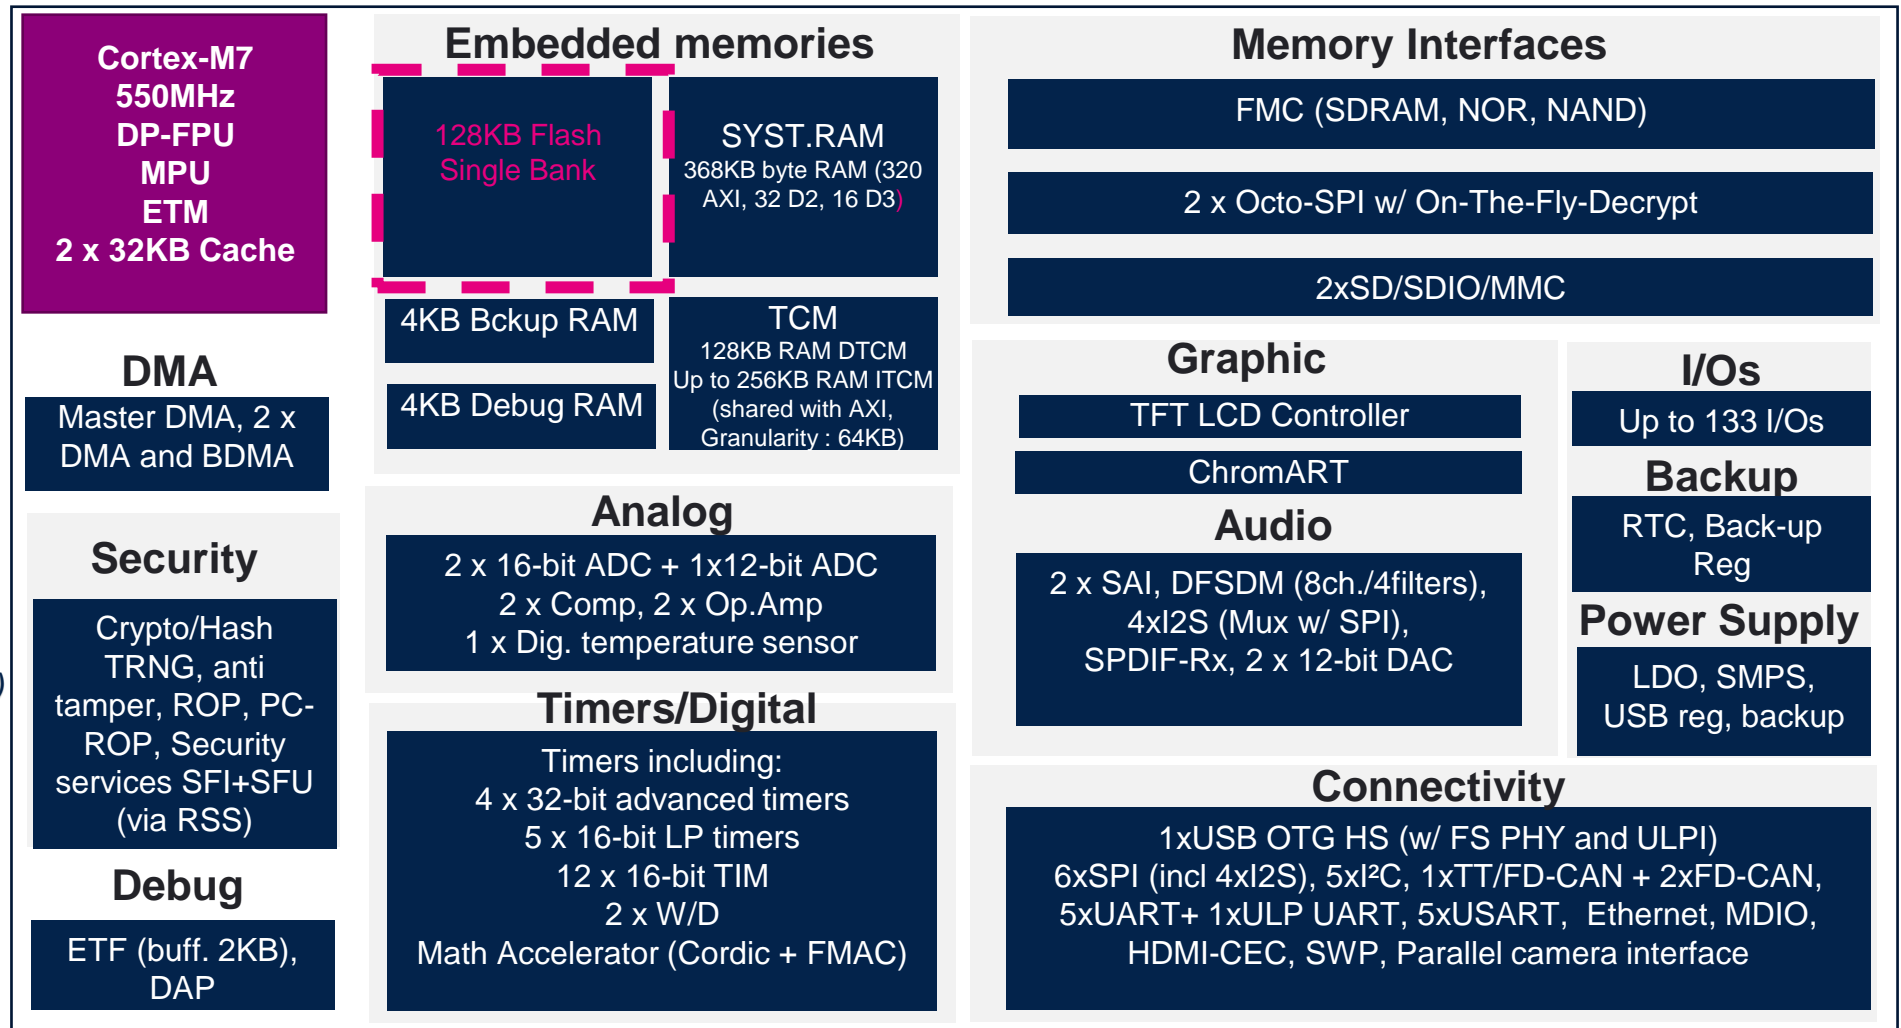 Cortex-M7
550MHz
DP-FPU
MPU
ETM
2 x 32KB Cache
DMA
Master DMA, 2 x
DMA and BDMA
Security
Crypto/Hash
TRNG, anti
tamper, ROP, PC-
ROP, Security
services SFI+SFU
(via RSS)
)
Debug
ETF (buff. 2KB),
DAP
Embedded memories
128KB Flash
Single Bank
SYST.RAM
368KB byte RAM (320
AXI, 32 D2, 16 D3)
4KB Bckup RAM
4KB Debug RAM
TCM
128KB RAM DTCM
Up to 256KB RAM ITCM
(shared with AXI,
Granularity : 64KB)
Analog
2 x 16-bit ADC + 1x12-bit ADC
2 x Comp, 2 x Op.Amp
1 x Dig. temperature sensor
Timers/Digital
Timers including:
4 x 32-bit advanced timers
5 x 16-bit LP timers
12 x 16-bit TIM
2 x W/D
Math Accelerator (Cordic + FMAC)
Memory Interfaces
FMC (SDRAM, NOR, NAND)
2 x Octo-SPI w/ On-The-Fly-Decrypt
2xSD/SDIO/MMC
Graphic
TFT LCD Controller
ChromART
Audio
2 x SAI, DFSDM (8ch./4filters),
4xI2S (Mux w/ SPI),
SPDIF-Rx, 2 x 12-bit DAC
I/Os
Up to 133 I/Os
Backup
RTC, Back-up
Reg
Power Supply
LDO, SMPS,
USB reg, backup
Connectivity
1xUSB OTG HS (w/ FS PHY and ULPI)
6xSPI (incl 4xI2S), 5xI²C, 1xTT/FD-CAN + 2xFD-CAN,
5xUART+ 1xULP UART, 5xUSART, Ethernet, MDIO,
HDMI-CEC, SWP, Parallel camera interface